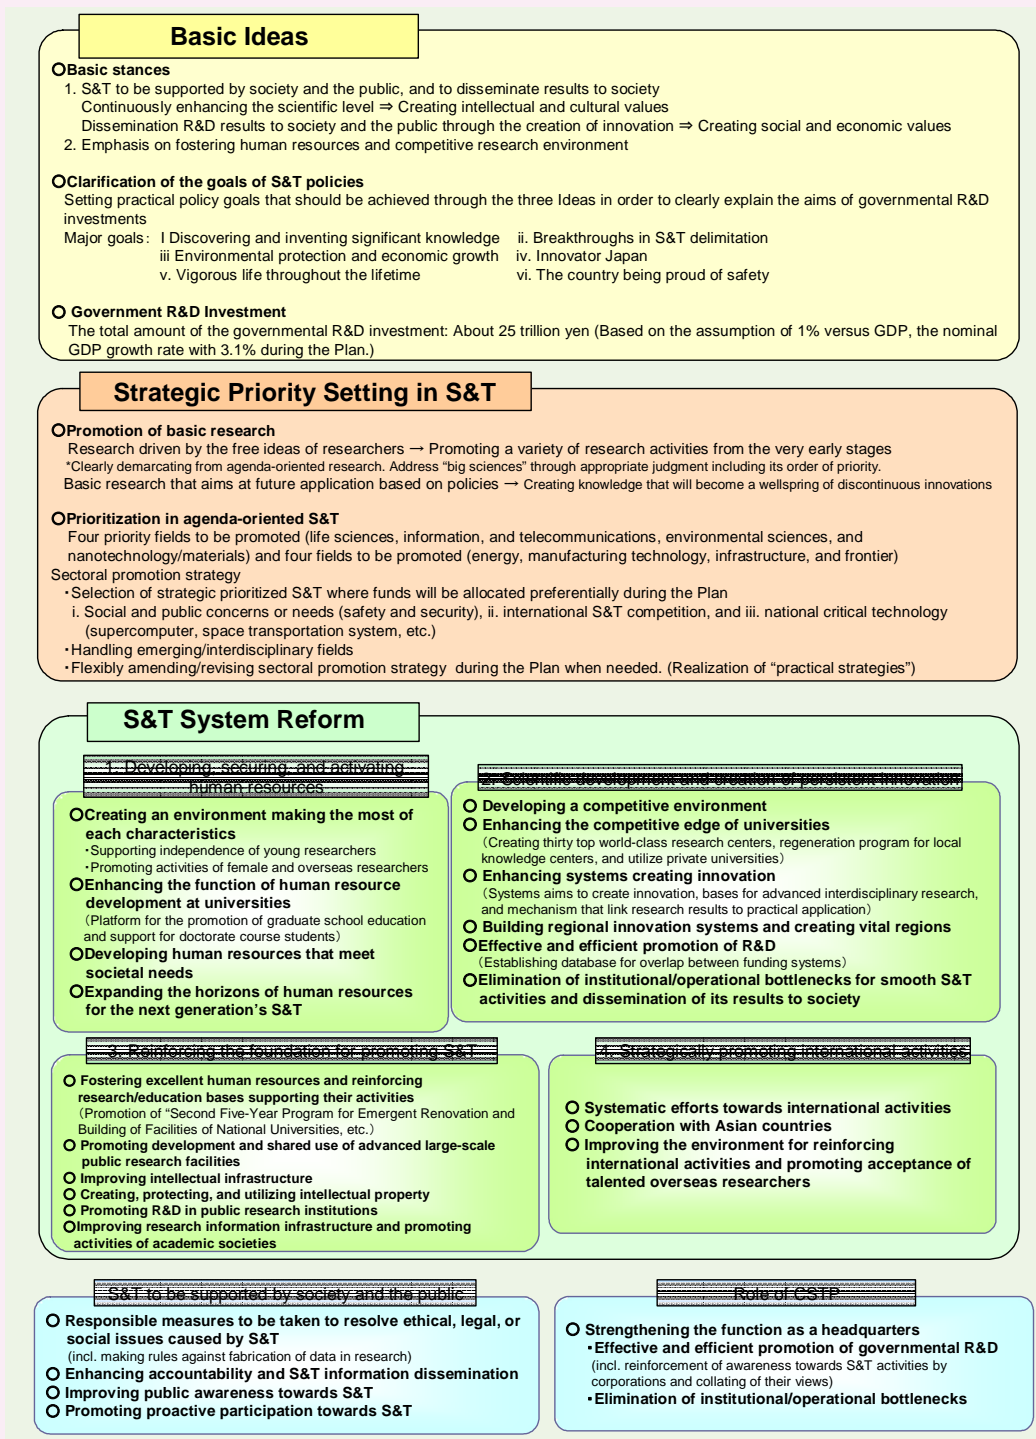 Basic Ideas
○Basic stances
1. S&T to be supported by society and the public, and to disseminate results to society
Continuously enhancing the scientific level ⇒ Creating intellectual and cultural values
Dissemination R&D results to society and the public through the creation of innovation ⇒ Creating social and economic values
2. Emphasis on fostering human resources and competitive research environment
○Clarification of the goals of S&T policies
Setting practical policy goals that should be achieved through the three Ideas in order to clearly explain the aims of governmental R&D
investments
Major goals： I Discovering and inventing significant knowledge ii. Breakthroughs in S&T delimitation
iii Environmental protection and economic growth iv. Innovator Japan
v. Vigorous life throughout the lifetime vi. The country being proud of safety
○ Government R&D Investment
The total amount of the governmental R&D investment: About 25 trillion yen (Based on the assumption of 1% versus GDP, the nominal
GDP growth rate with 3.1% during the Plan.)
Strategic Priority Setting in S&T
○Promotion of basic research
Research driven by the free ideas of researchers → Promoting a variety of research activities from the very early stages
*Clearly demarcating from agenda-oriented research. Address “big sciences” through appropriate judgment including its order of priority.
Basic research that aims at future application based on policies → Creating knowledge that will become a wellspring of discontinuous innovations
○Prioritization in agenda-oriented S&T
Four priority fields to be promoted (life sciences, information, and telecommunications, environmental sciences, and
nanotechnology/materials) and four fields to be promoted (energy, manufacturing technology, infrastructure, and frontier)
Sectoral promotion strategy
・Selection of strategic prioritized S&T where funds will be allocated preferentially during the Plan
i. Social and public concerns or needs (safety and security), ii. international S&T competition, and iii. national critical technology
(supercomputer, space transportation system, etc.)
・Handling emerging/interdisciplinary fields
・Flexibly amending/revising sectoral promotion strategy during the Plan when needed. (Realization of “practical strategies”)
S&T System Reform
1. Developing, securing, and activating
human resources
○Creating an environment making the most of
each characteristics
・Supporting independence of young researchers
・Promoting activities of female and overseas researchers
○Enhancing the function of human resource
development at universities
（Platform for the promotion of graduate school education
and support for doctorate course students）
○Developing human resources that meet
societal needs
○Expanding the horizons of human resources
for the next generation’s S&T
2. Scientific development and creation of persistent innovation
○ Developing a competitive environment
○ Enhancing the competitive edge of universities
（Creating thirty top world-class research centers, regeneration program for local
knowledge centers, and utilize private universities）
○ Enhancing systems creating innovation
（Systems aims to create innovation, bases for advanced interdisciplinary research,
and mechanism that link research results to practical application）
○ Building regional innovation systems and creating vital regions
○Effective and efficient promotion of R&D
（Establishing database for overlap between funding systems）
○Elimination of institutional/operational bottlenecks for smooth S&T
activities and dissemination of its results to society
3. Reinforcing the foundation for promoting S&T
○ Fostering excellent human resources and reinforcing
research/education bases supporting their activities
（Promotion of “Second Five-Year Program for Emergent Renovation and
Building of Facilities of National Universities, etc.）
○ Promoting development and shared use of advanced large-scale
public research facilities
○ Improving intellectual infrastructure
○ Creating, protecting, and utilizing intellectual property
○ Promoting R&D in public research institutions
○Improving research information infrastructure and promoting
activities of academic societies
4. Strategically promoting international activities
○ Systematic efforts towards international activities
○ Cooperation with Asian countries
○ Improving the environment for reinforcing
international activities and promoting acceptance of
talented overseas researchers
S&T to be supported by society and the public
○ Responsible measures to be taken to resolve ethical, legal, or
social issues caused by S&T
(incl. making rules against fabrication of data in research)
○ Enhancing accountability and S&T information dissemination
○ Improving public awareness towards S&T
○ Promoting proactive participation towards S&T
Role of CSTP
○ Strengthening the function as a headquarters
・Effective and efficient promotion of governmental R&D
(incl. reinforcement of awareness towards S&T activities by
corporations and collating of their views)
・Elimination of institutional/operational bottlenecks